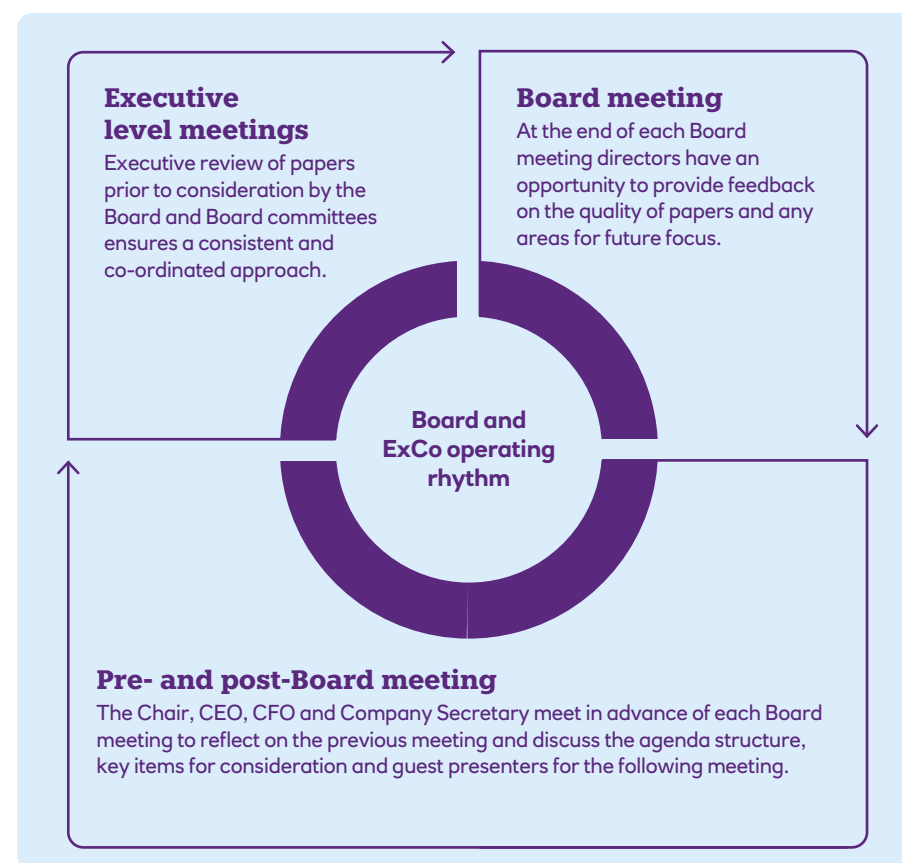 Executive
level meetings
Executive review of papers
prior to consideration by the
Board and Board committees
ensures a consistent and
co-ordinated approach.
Board meeting
At the end of each Board
meeting directors have an
opportunity to provide feedback
on the quality of papers and any
areas for future focus.
Board and
ExCo operating
rhythm
Pre- and post-Board meeting
The Chair, CEO, CFO and Company Secretary meet in advance of each Board
meeting to reflect on the previous meeting and discuss the agenda structure,
key items for consideration and guest presenters for the following meeting.